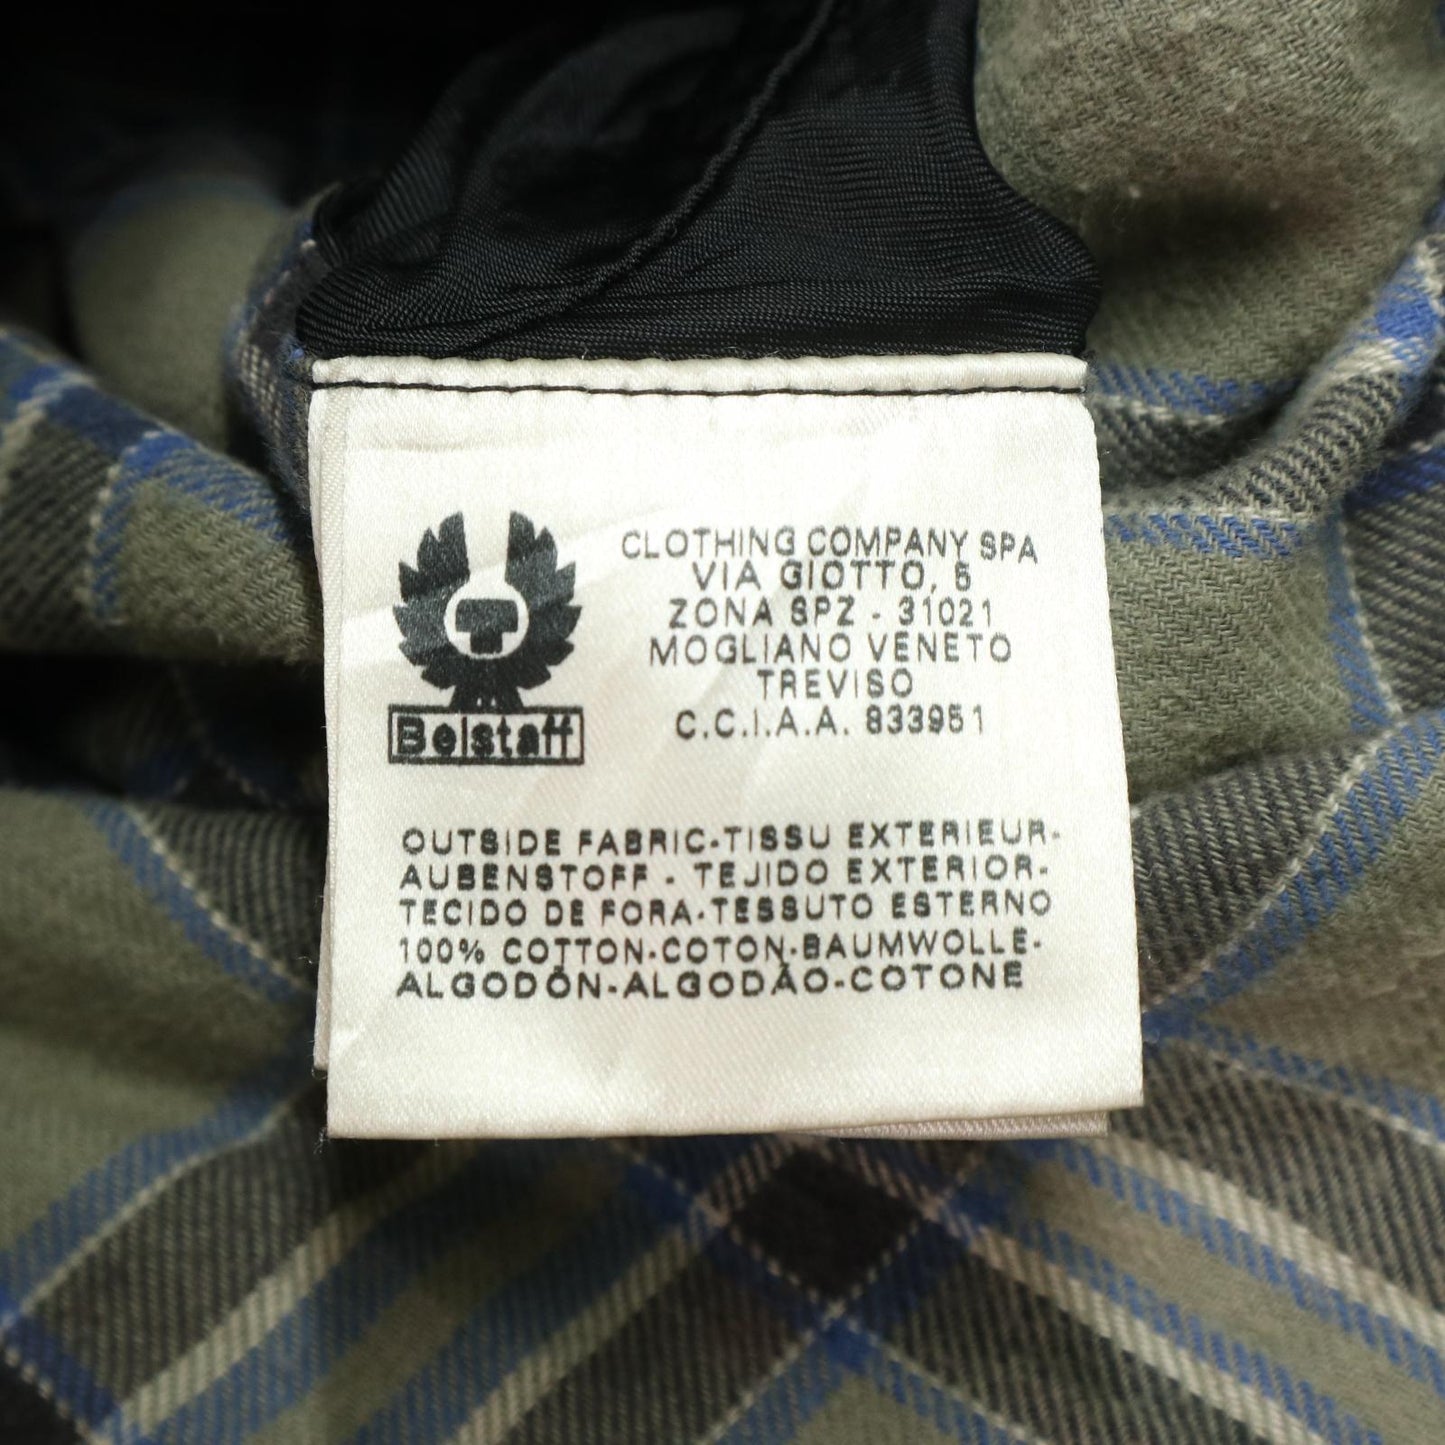 Belstaff
CLOTHING COMPANY SPA
VIA GIOTTO, 5
ZONA SPZ - 31021
MOGLIANO VENETO
TREVISO
C.C.I.A.A. 833951
OUTSIDE FABRIC-TISSU EXTERIEUR-
AUBENSTOFF - TEJIDO EXTERIOR-
TECIDO DE FORA-TESSUTO ESTERNO
100% COTTON-COTON-BAUMWOLLE-
ALGODÓN-ALGODÃO-COTONE